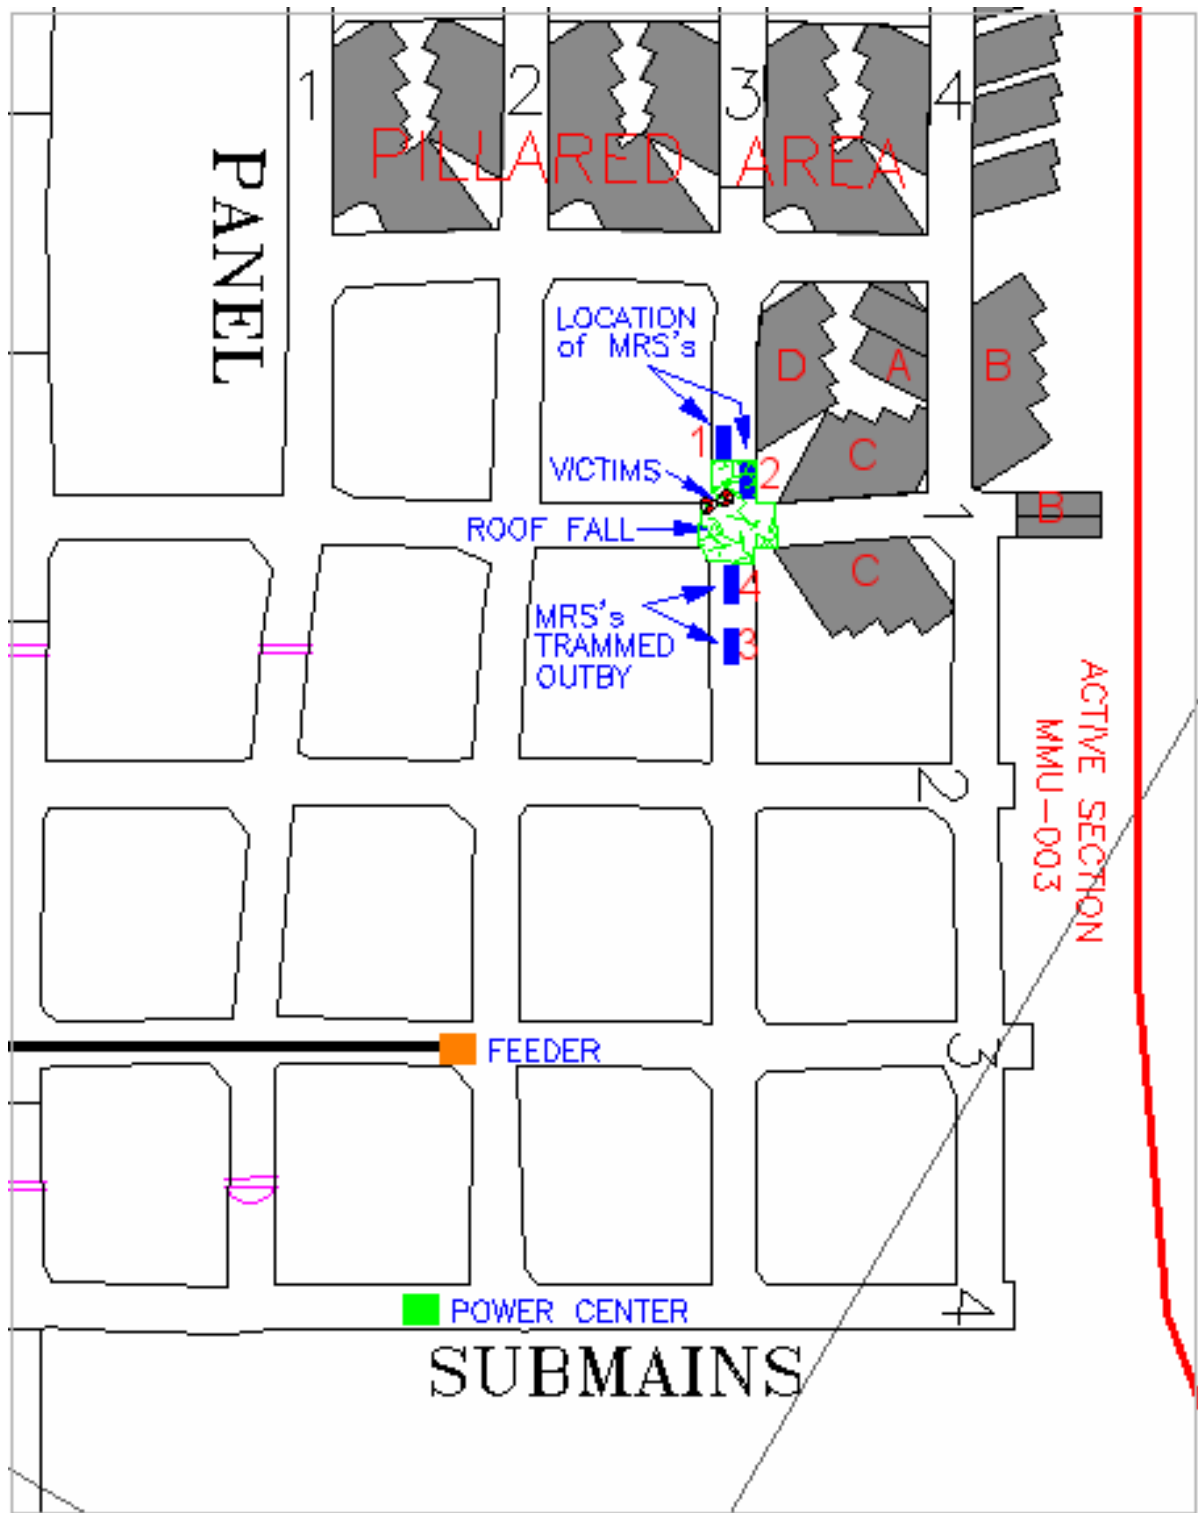 1
2
3
4
PILLARED AREA
PANEL
LOCATION
of MRS's
D
A
B
1
C
VICTIMS
2
ROOF FALL
1
B
C
4
MRS's
TRAMMED
OUTBY
3
ACTIVE SECTION
MMU-003
2
FEEDER
3
POWER CENTER
4
SUBMAINS